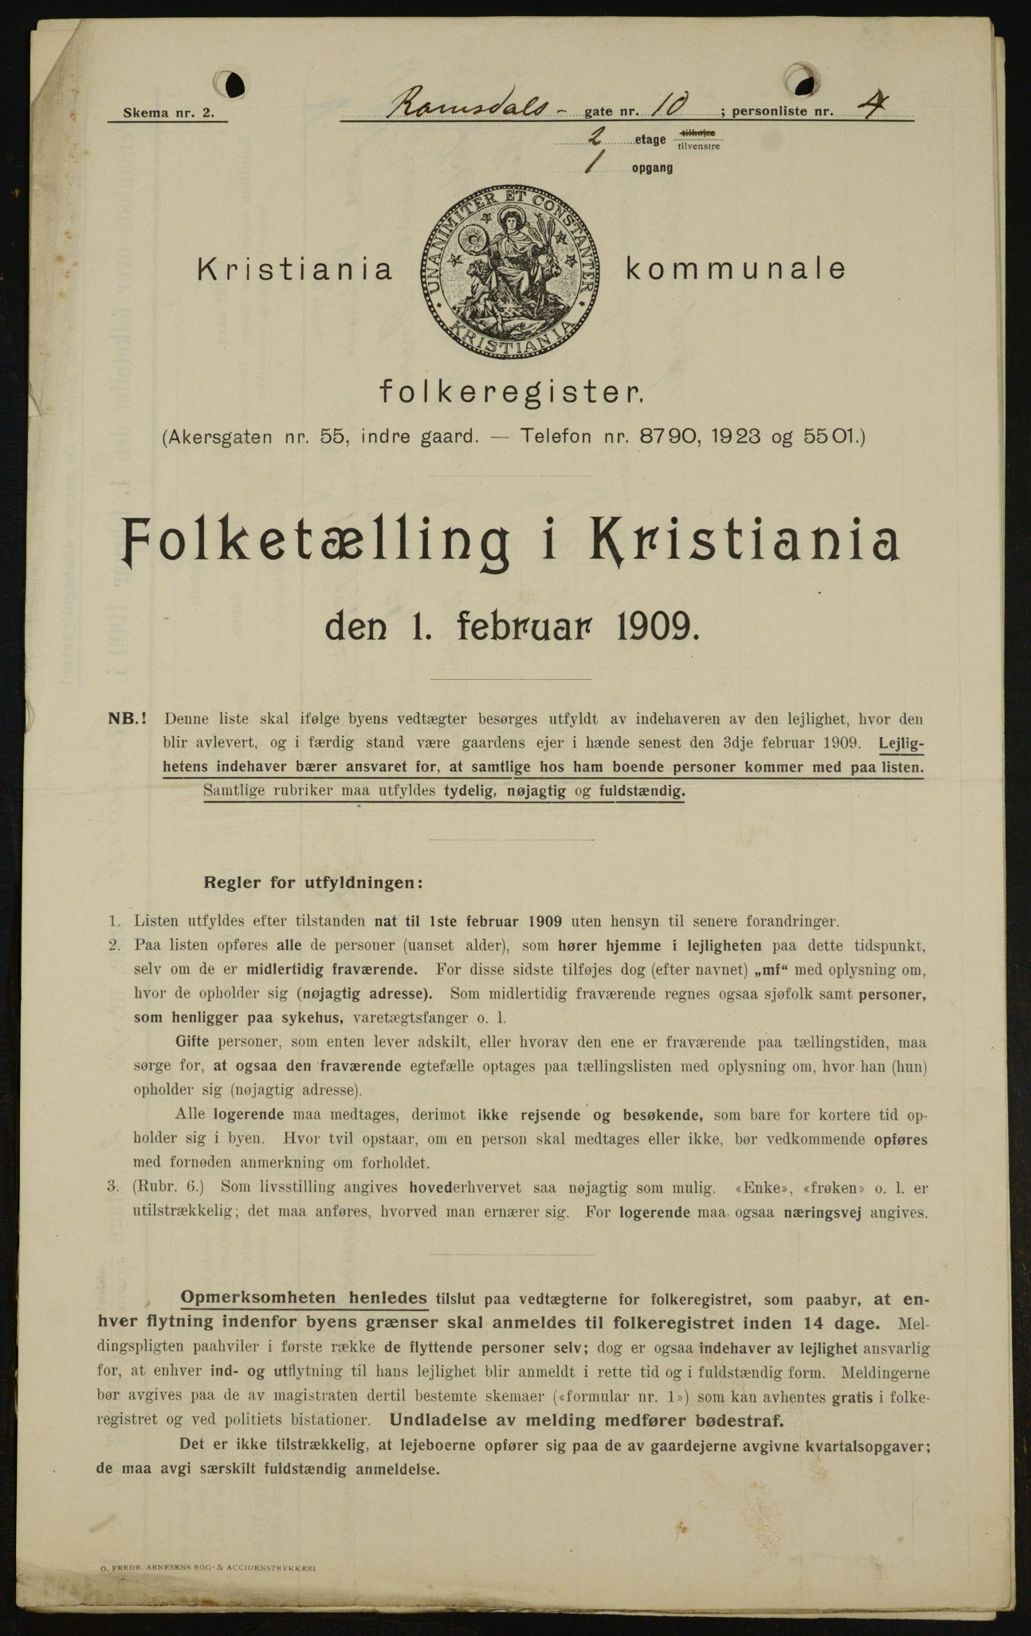 Skema nr. 2.
Romsdals- gate nr. 10 ; personliste nr. 4
2 etage tilhøjre
tilvenstre
1 opgang
UNANIMITER ET CONSTANTER
KRISTIANIA
Kristiania kommunale
folkeregister.
(Akersgaten nr. 55, indre gaard. — Telefon nr. 8790, 1923 og 5501.)
Folketælling i Kristiania
den 1. februar 1909.
NB.! Denne liste skal ifølge byens vedtægter besørges utfyldt av indehaveren av den lejlighet, hvor den
blir avlevert, og i færdig stand være gaardens ejer i hænde senest den 3dje februar 1909. Lejlig-
hetens indehaver bærer ansvaret for, at samtlige hos ham boende personer kommer med paa listen.
Samtlige rubriker maa utfyldes tydelig, nøjagtig og fuldstændig.
Regler for utfyldningen:
1. Listen utfyldes efter tilstanden nat til 1ste februar 1909 uten hensyn til senere forandringer.
2. Paa listen opføres alle de personer (uanset alder), som hører hjemme i lejligheten paa dette tidspunkt,
selv om de er midlertidig fraværende. For disse sidste tilføjes dog (efter navnet) „mf“ med oplysning om,
hvor de opholder sig (nøjagtig adresse). Som midlertidig fraværende regnes ogsaa sjøfolk samt personer,
som henligger paa sykehus, varetægtsfanger o. l.
Gifte personer, som enten lever adskilt, eller hvorav den ene er fraværende paa tællingstiden, maa
sørge for, at ogsaa den fraværende egtefælle optages paa tællingslisten med oplysning om, hvor han (hun)
opholder sig (nøjagtig adresse).
Alle logerende maa medtages, derimot ikke rejsende og besøkende, som bare for kortere tid op-
holder sig i byen. Hvor tvil opstaar, om en person skal medtages eller ikke, bør vedkommende opføres
med fornøden anmerkning om forholdet.
3. (Rubr. 6.) Som livsstilling angives hovederhvervet saa nøjagtig som mulig. «Enke», «frøken» o. l. er
utilstrækkelig; det maa anføres, hvorved man ernærer sig. For logerende maa ogsaa næringsvej angives.
Opmerksomheten henledes tilslut paa vedtægterne for folkeregistret, som paabyr, at en-
hver flytning indenfor byens grænser skal anmeldes til folkeregistret inden 14 dage. Mel-
dingspligten paahviler i første række de flyttende personer selv; dog er ogsaa indehaver av lejlighet ansvarlig
for, at enhver ind- og utflytning til hans lejlighet blir anmeldt i rette tid og i fuldstændig form. Meldingerne
bør avgives paa de av magistraten dertil bestemte skemaer («formular nr. 1») som kan avhentes gratis i folke-
registret og ved politiets bistationer. Undladelse av melding medfører bødestraf.
Det er ikke tilstrækkelig, at lejeboerne opfører sig paa de av gaardejerne avgivne kvartalsopgaver;
de maa avgi særskilt fuldstændig anmeldelse.
O. FREDR. ARNESENS BOG- & ACCIDENSTRYKKERI